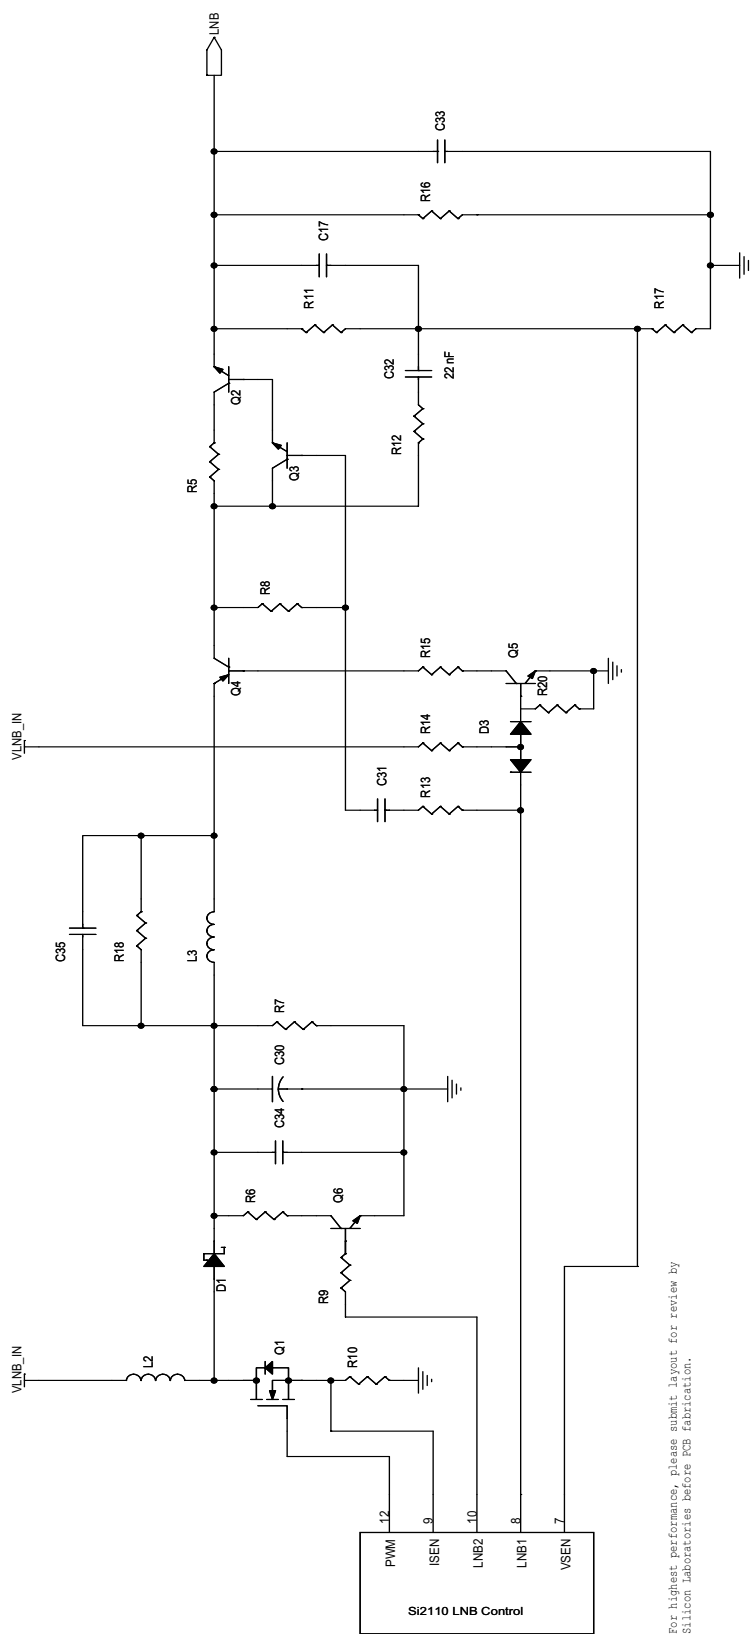 LNB
C33
R16
C17
R11
R17
C32
22 nF
R12
Q2
R5
Q3
R8
Q4
R15
Q5
R20
D3
R14
VLNB_IN
C31
R13
C35
R18
L3
R7
C30
C34
R6
Q6
R9
D1
VLNB_IN
L2
Q1
R10
12
9
10
8
7
PWM
ISEN
LNB2
LNB1
VSEN
Si2110 LNB Control
For highest performance, please submit layout for review by
Silicon Laboratories before PCB fabrication.